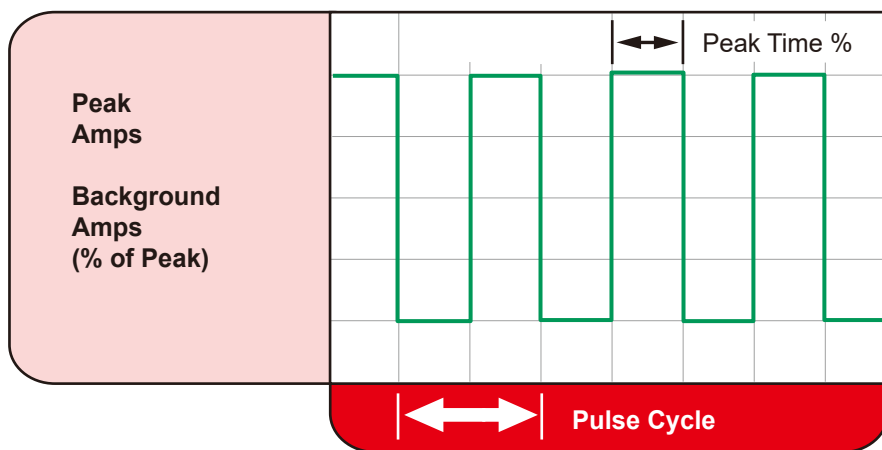 Peak Time %
Peak
Amps
Background
Amps
(% of Peak)
Pulse Cycle